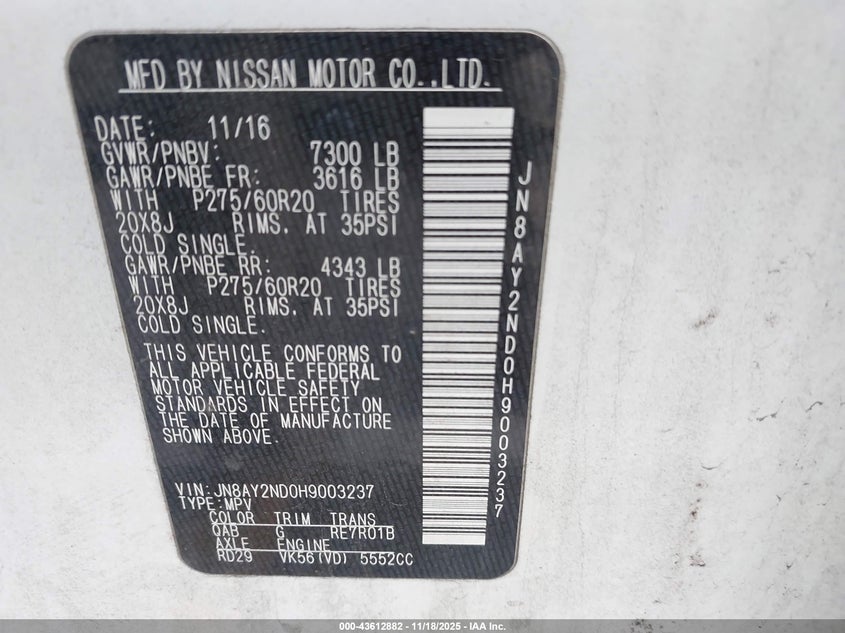 MFD BY NISSAN MOTOR CO.,LTD.
DATE: 11/16
GVWR/PNBV: 7300 LB
GAWR/PNBE FR: 3616 LB
WITH P275/60R20 TIRES
20X8J RIMS. AT 35PSI
COLD SINGLE.
GAWR/PNBE RR: 4343 LB
WITH P275/60R20 TIRES
20X8J RIMS. AT 35PSI
COLD SINGLE.
THIS VEHICLE CONFORMS TO
ALL APPLICABLE FEDERAL
MOTOR VEHICLE SAFETY
STANDARDS IN EFFECT ON
THE DATE OF MANUFACTURE
SHOWN ABOVE.
VIN:JN8AY2ND0H9003237
TYPE:MPV
COLOR TRIM TRANS
QAB G RE7R01B
AXLE ENGINE
RD29 VK56(VD) 5552CC
JN8AY2ND0H9003237
000-43612882 - 11/18/2025 - IAA Inc.